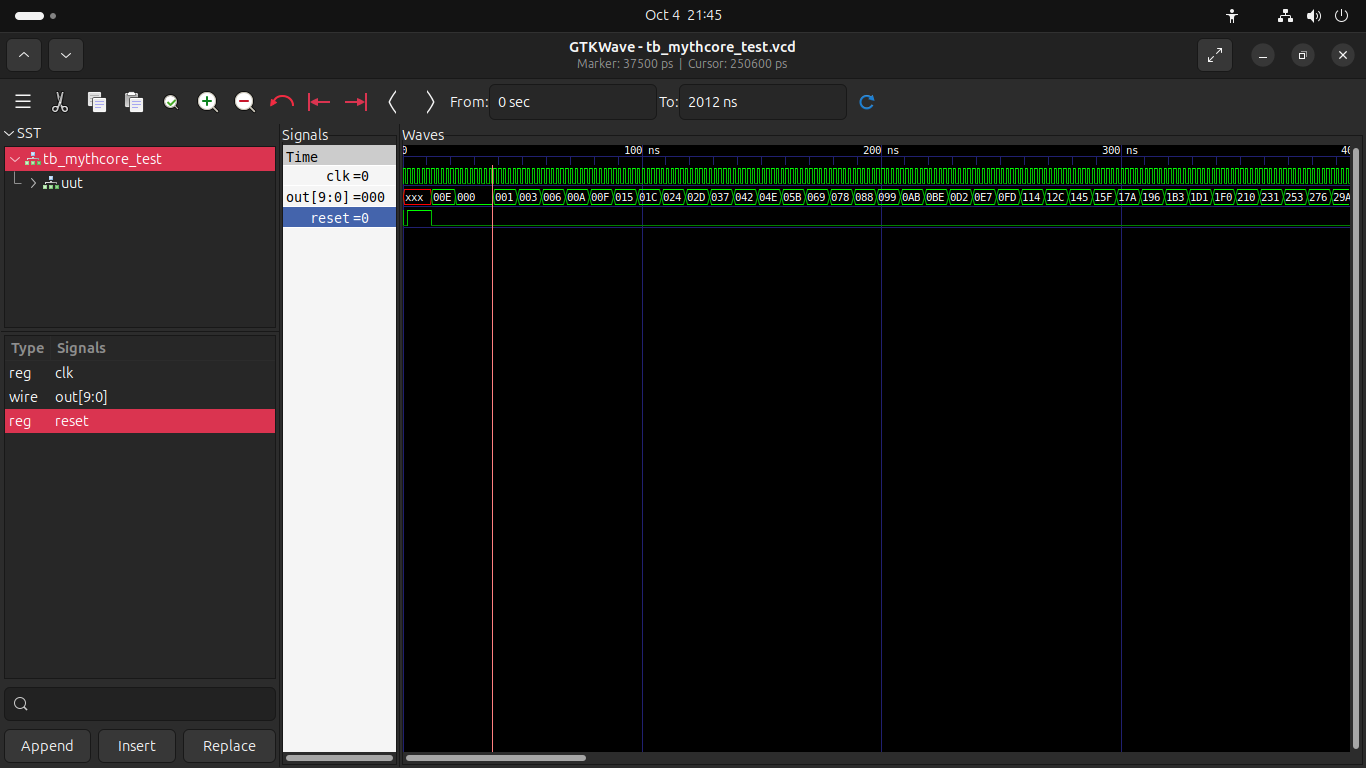 Oct 4 21:45
GTKWave - tb_mythcore_test.vcd
Marker: 37500 ps | Cursor: 250600 ps
From: 0 sec To: 2012 ns
SST
tb_mythcore_test
uut
Type Signals
reg clk
wire out[9:0]
reg reset
Append Insert Replace
Signals
Time
clk =0
out[9:0] =000
reset =0
Waves
0 100 ns 200 ns 300 ns 40
xxx 00E 000 001 003 006 00A 00F 015 01C 024 02D 037 042 04E 05B 069 078 088 099 0AB 0BE 0D2 0E7 0FD 114 12C 145 15F 17A 196 1B3 1D1 1F0 210 231 253 276 29A